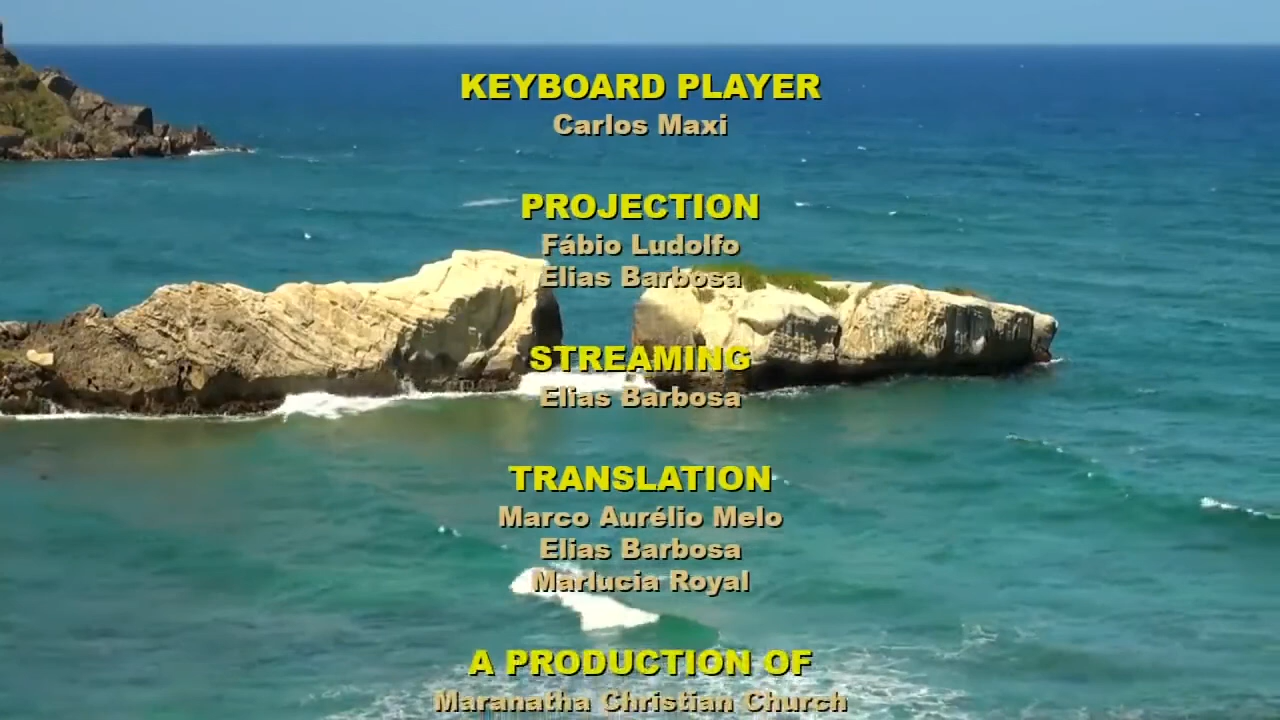 KEYBOARD PLAYER
Carlos Maxi
PROJECTION
Fábio Ludolfo
Elias Barbosa
STREAMING
Elias Barbosa
TRANSLATION
Marco Aurélio Melo
Elias Barbosa
Marlucia Royal
A PRODUCTION OF
Maranatha Christian Church